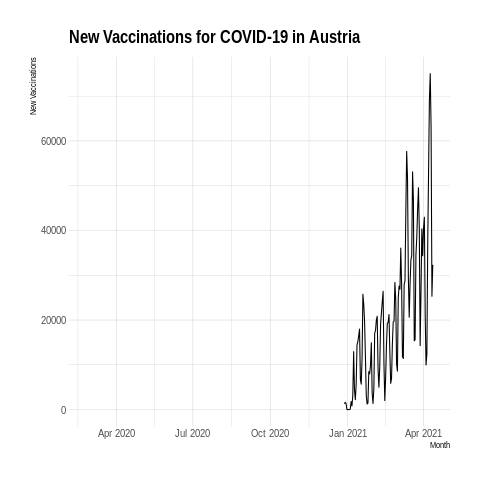 New Vaccinations for COVID-19 in Austria
New Vaccinations
60000
40000
20000
0
Apr 2020 Jul 2020 Oct 2020 Jan 2021 Apr 2021
Month